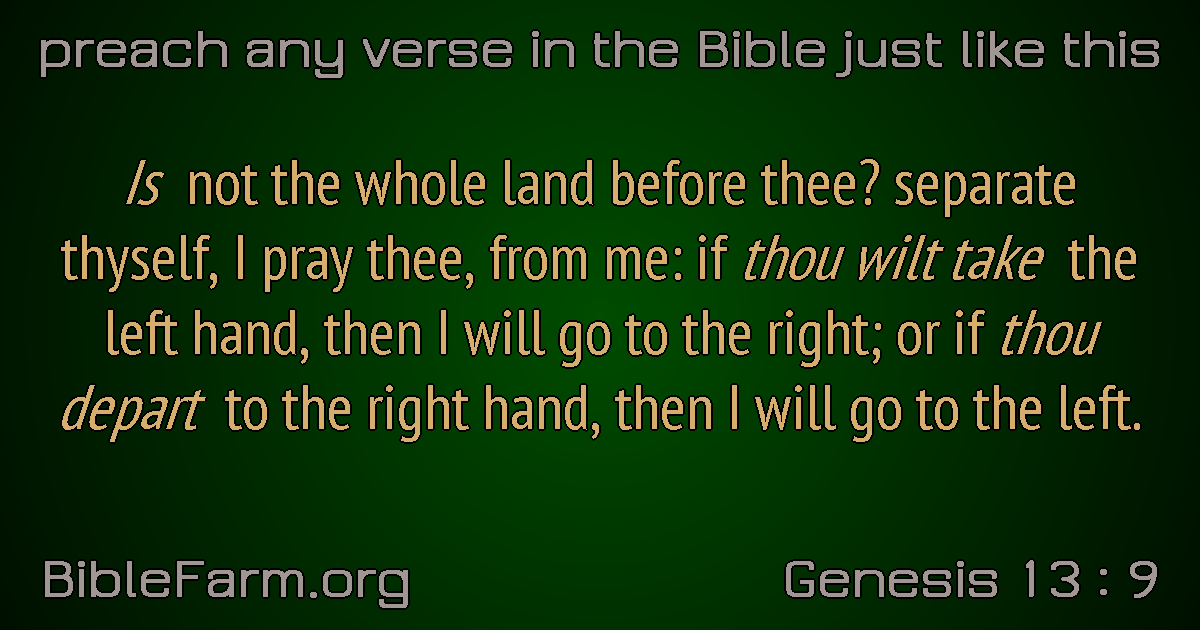 preach any verse in the Bible just like this
Is not the whole land before thee? separate
thyself, I pray thee, from me: if thou wilt take the
left hand, then I will go to the right; or if thou
depart to the right hand, then I will go to the left.
BibleFarm.org
Genesis 13 : 9